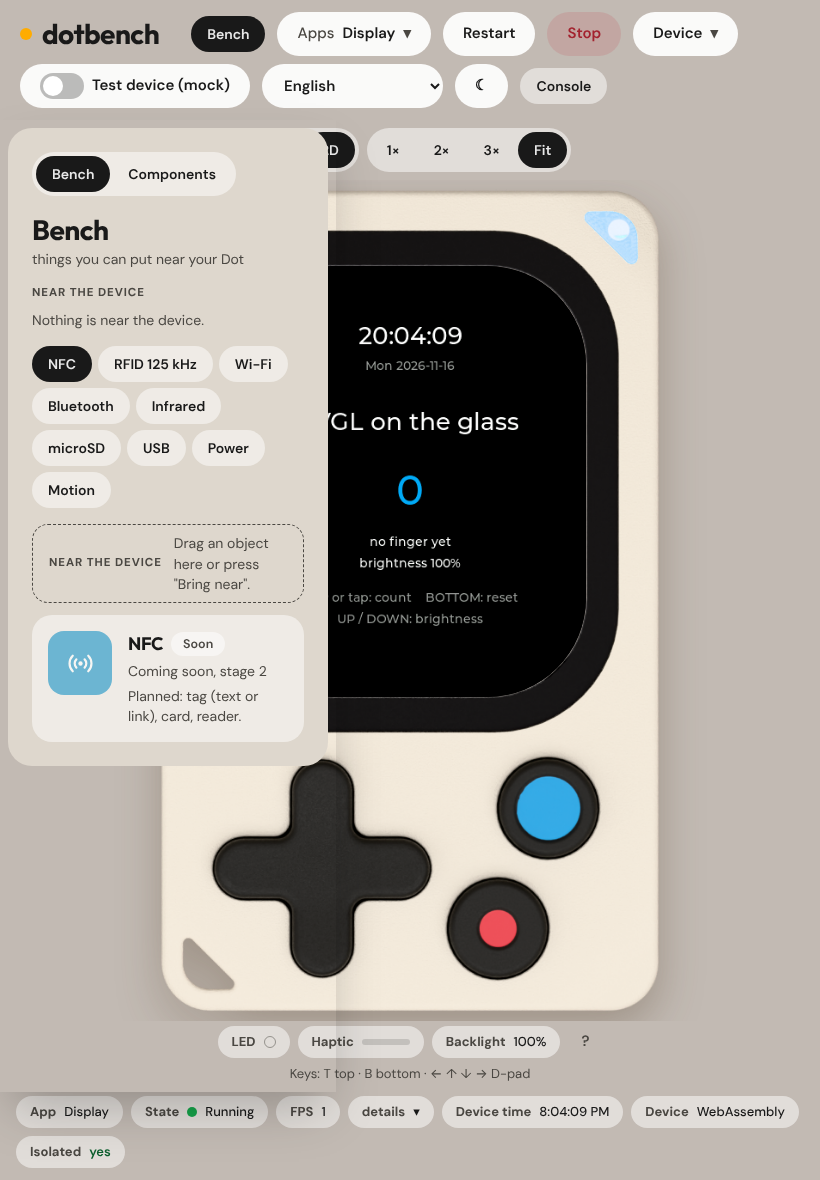 dotbench
Bench
Apps Display ▾
Restart
Stop
Device ▾
Test device (mock)
English
Console
Bench
Components
1×
2×
3×
Fit
Bench
things you can put near your Dot
NEAR THE DEVICE
Nothing is near the device.
NFC
RFID 125 kHz
Wi-Fi
Bluetooth
Infrared
microSD
USB
Power
Motion
NEAR THE DEVICE
Drag an object
here or press
"Bring near".
NFC Soon
Coming soon, stage 2
Planned: tag (text or
link), card, reader.
20:04:09
Mon 2026-11-16
on the glass
0
no finger yet
brightness 100%
or tap: count BOTTOM: reset
UP / DOWN: brightness
LED
Haptic
Backlight 100%
?
Keys: T top · B bottom · ← ↑ ↓ → D-pad
App Display
State Running
FPS 1
details ▾
Device time 8:04:09 PM
Device WebAssembly
Isolated yes